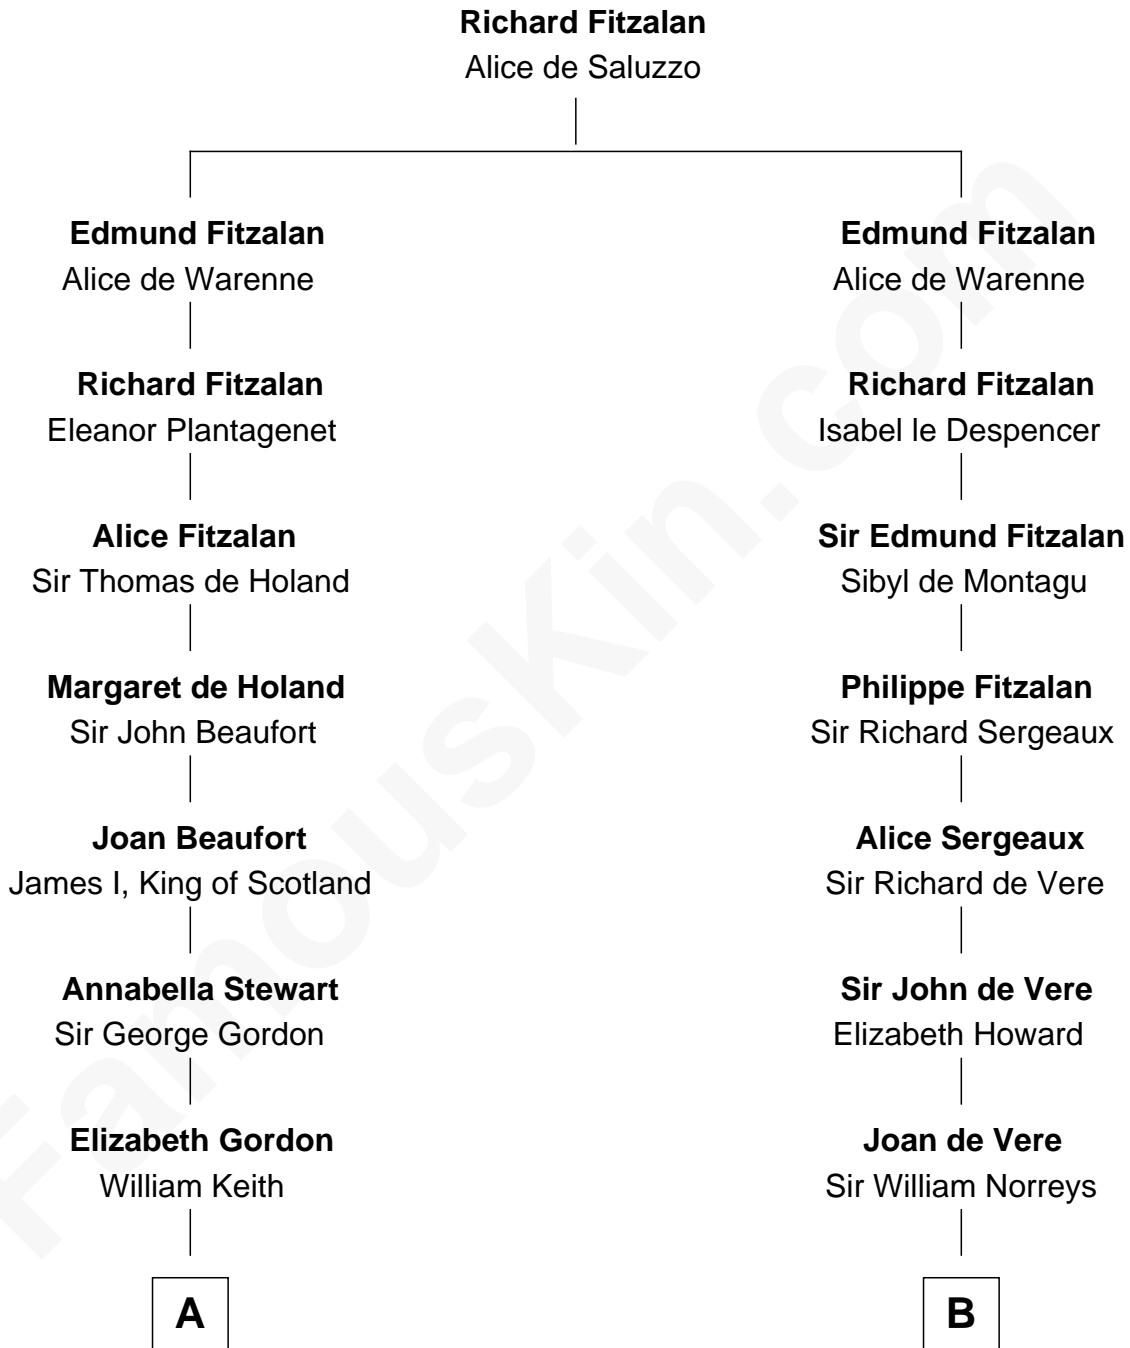 Richard Fitzalan
Alice de Saluzzo
Edmund Fitzalan
Alice de Warenne
Edmund Fitzalan
Alice de Warenne
Richard Fitzalan
Eleanor Plantagenet
Richard Fitzalan
Isabel le Despencer
Alice Fitzalan
Sir Thomas de Holand
Sir Edmund Fitzalan
Sibyl de Montagu
Margaret de Holand
Sir John Beaufort
Philippe Fitzalan
Sir Richard Sergeaux
Joan Beaufort
James I, King of Scotland
Alice Sergeaux
Sir Richard de Vere
Annabella Stewart
Sir George Gordon
Sir John de Vere
Elizabeth Howard
Elizabeth Gordon
William Keith
Joan de Vere
Sir William Norreys
A
B
FamousKin.com